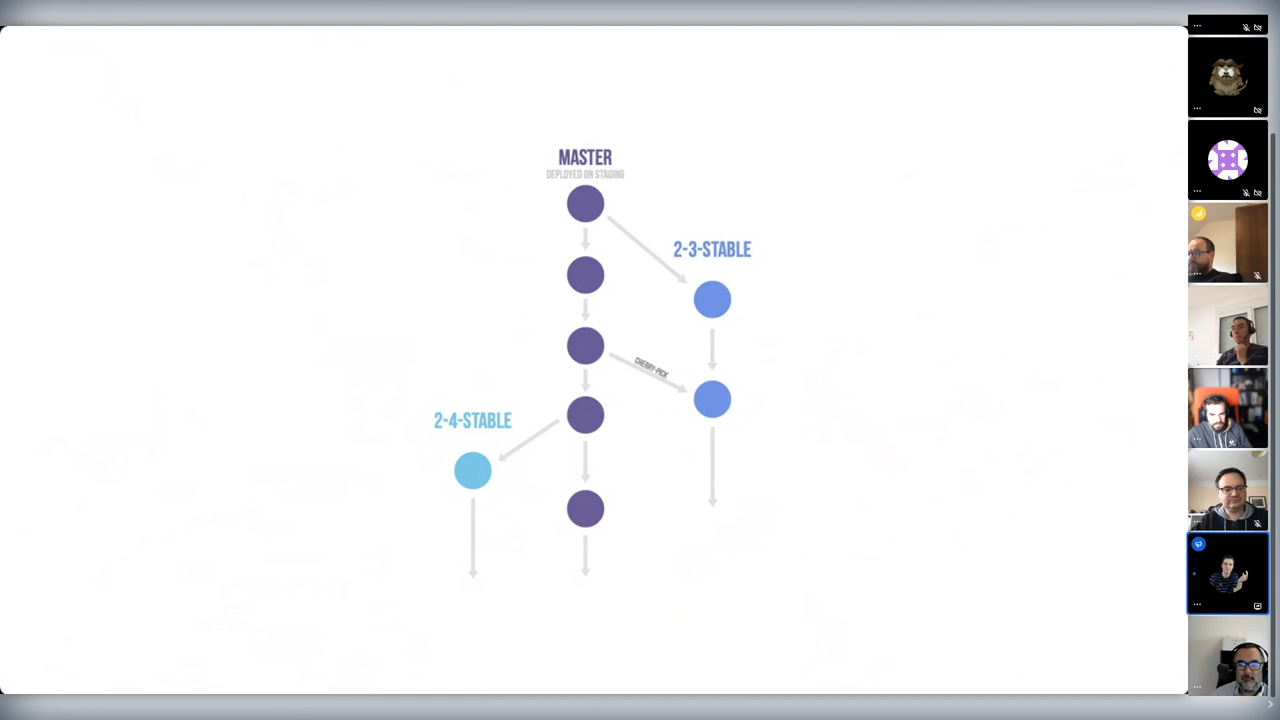 MASTER
DEPLOYED ON STAGING
2-3-STABLE
CHERRY-PICK
2-4-STABLE